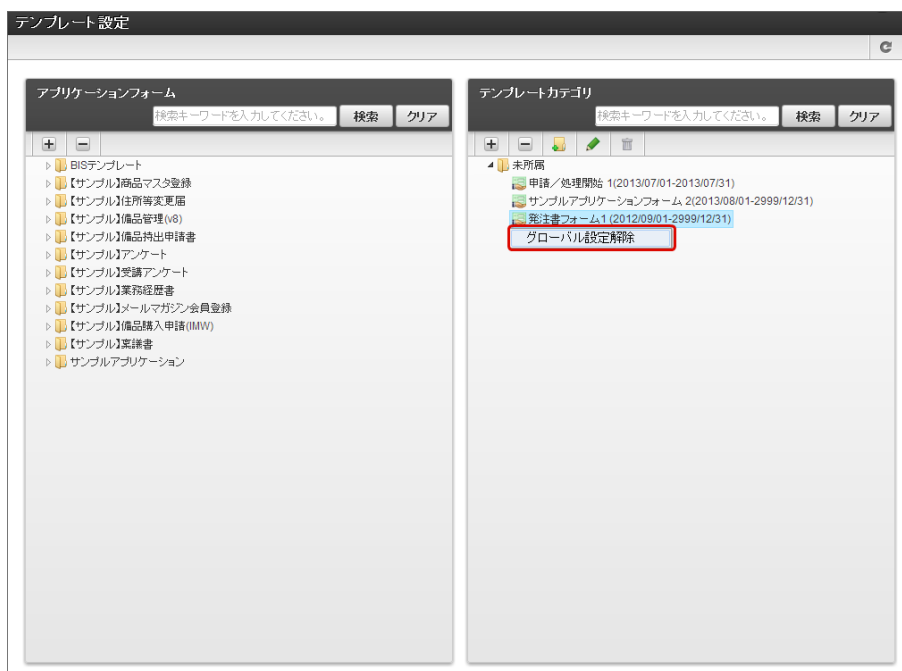 テンプレート設定
アプリケーションフォーム
検索キーワードを入力してください。 検索 クリア
BISテンプレート
【サンプル】商品マスタ登録
【サンプル】住所等変更届
【サンプル】備品管理(v8)
【サンプル】備品持出申請書
【サンプル】アンケート
【サンプル】受講アンケート
【サンプル】業務経歴書
【サンプル】メールマガジン会員登録
【サンプル】備品購入申請(IMW)
【サンプル】稟議書
サンプルアプリケーション
テンプレートカテゴリ
検索キーワードを入力してください。 検索 クリア
未所属
申請／処理開始 1(2013/07/01-2013/07/31)
サンプルアプリケーションフォーム 2(2013/08/01-2999/12/31)
発注書フォーム1 (2012/09/01-2999/12/31)
グローバル設定解除